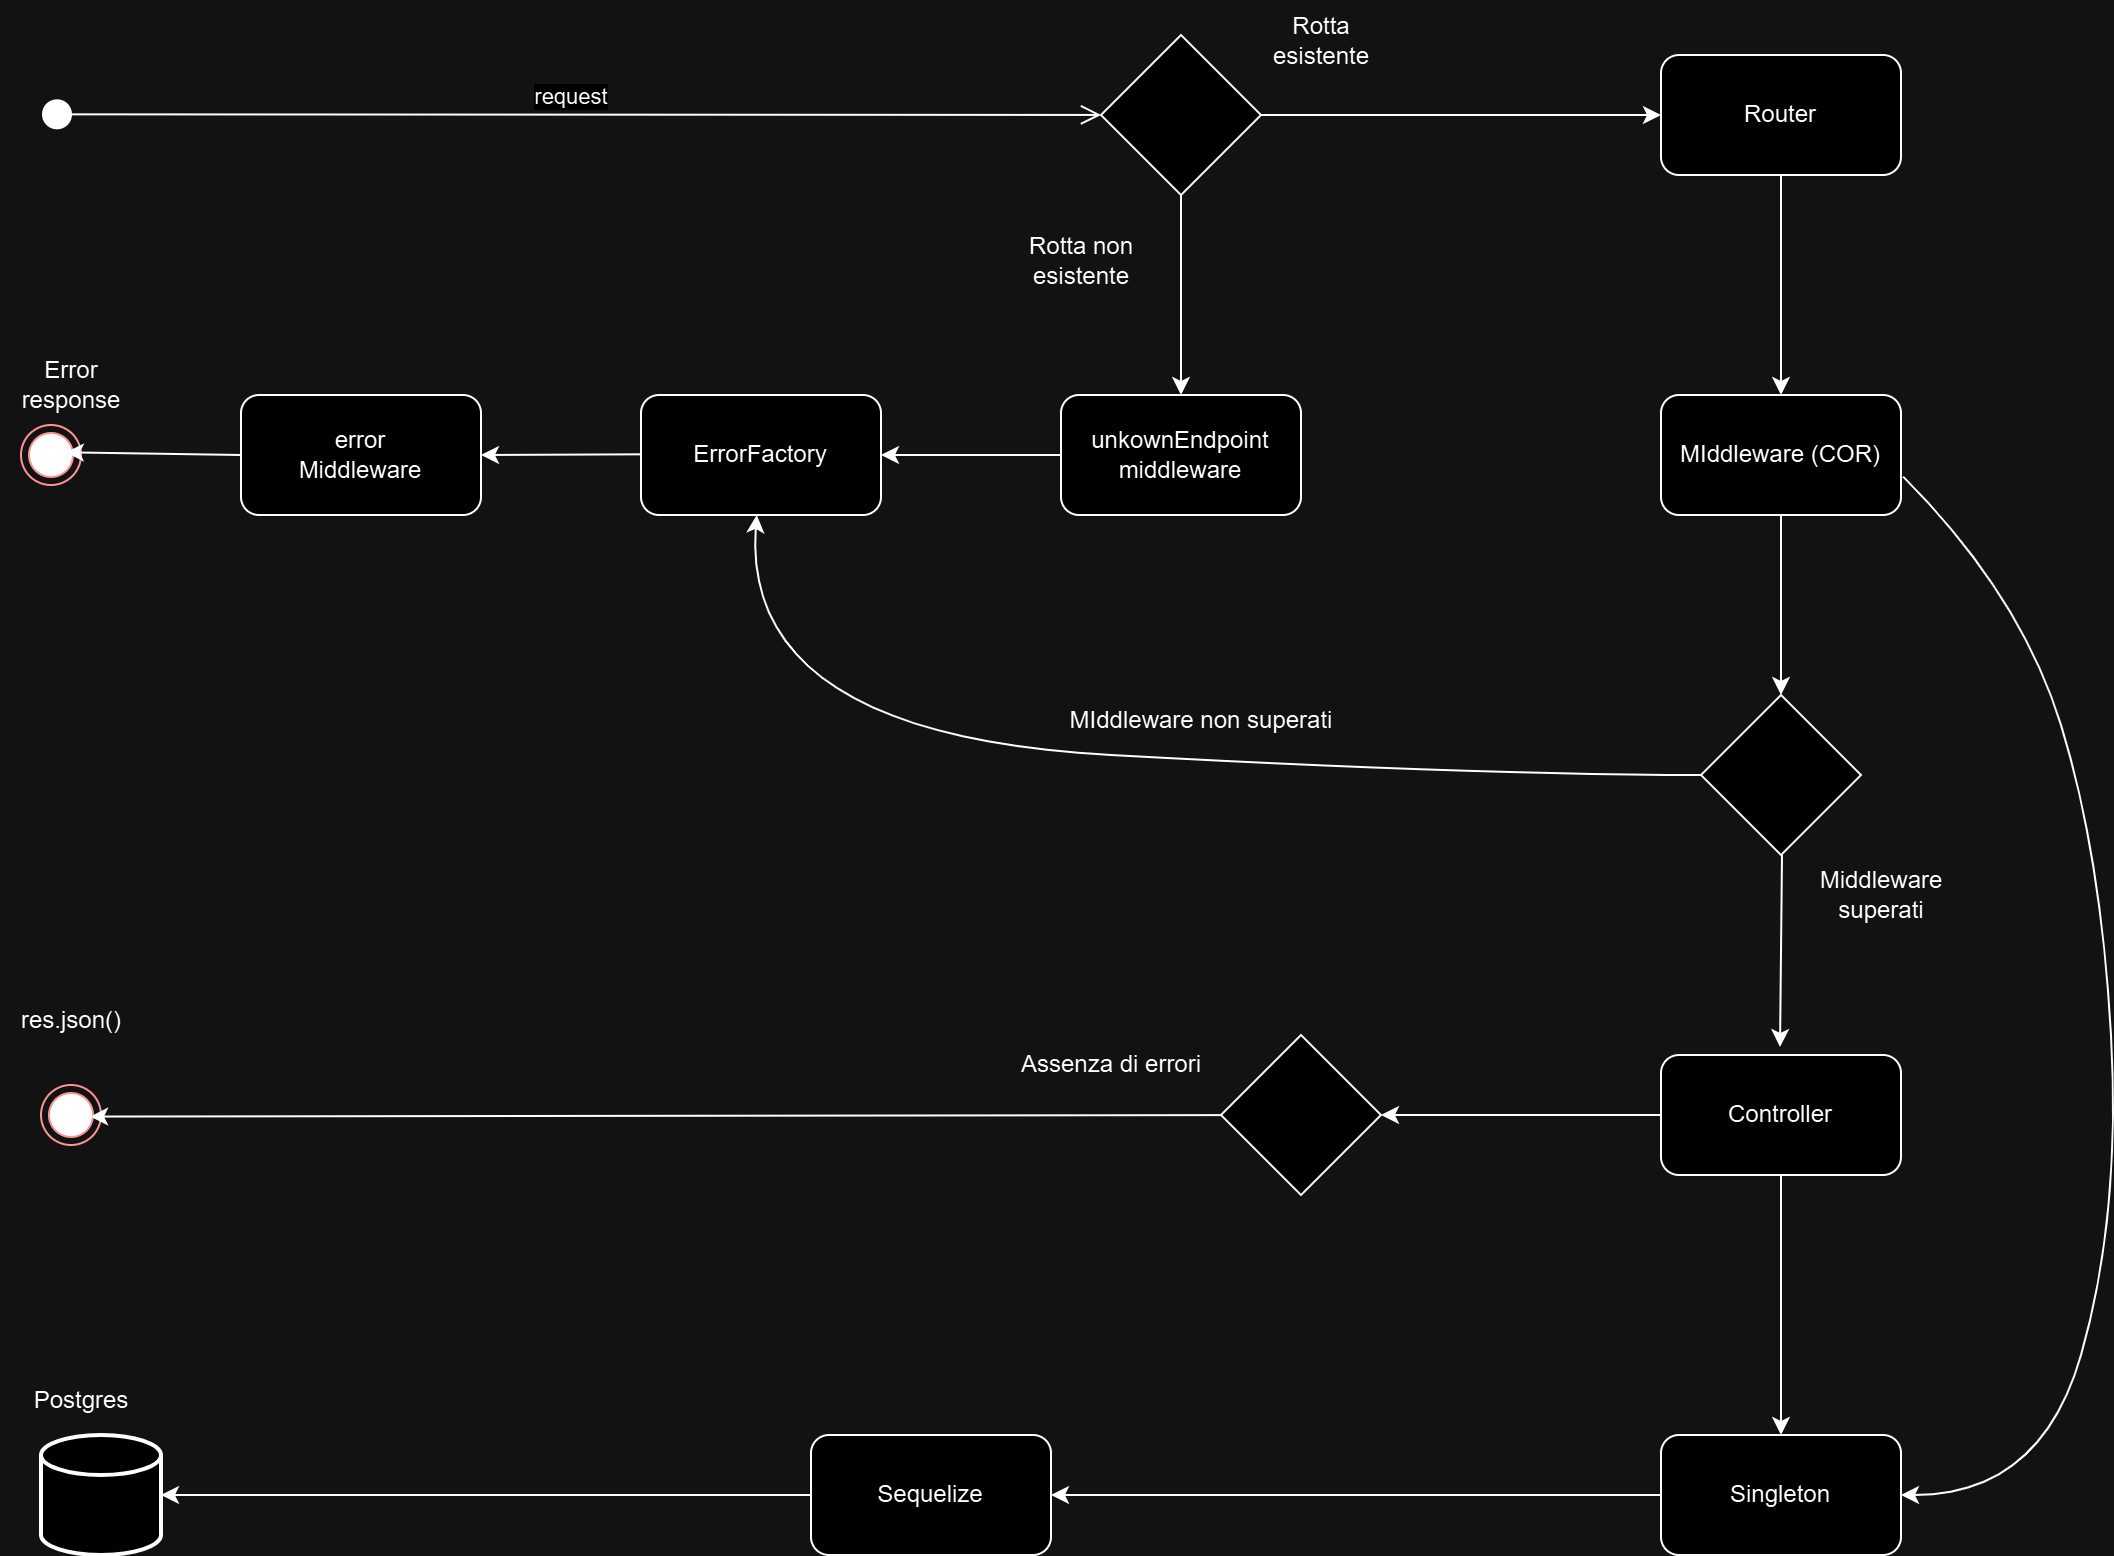 Rotta
esistente
request
Router
Rotta non
esistente
Error
response
error
Middleware
ErrorFactory
unkownEndpoint
middleware
MIddleware (COR)
MIddleware non superati
Middleware
superati
res.json()
Assenza di errori
Controller
Postgres
Sequelize
Singleton